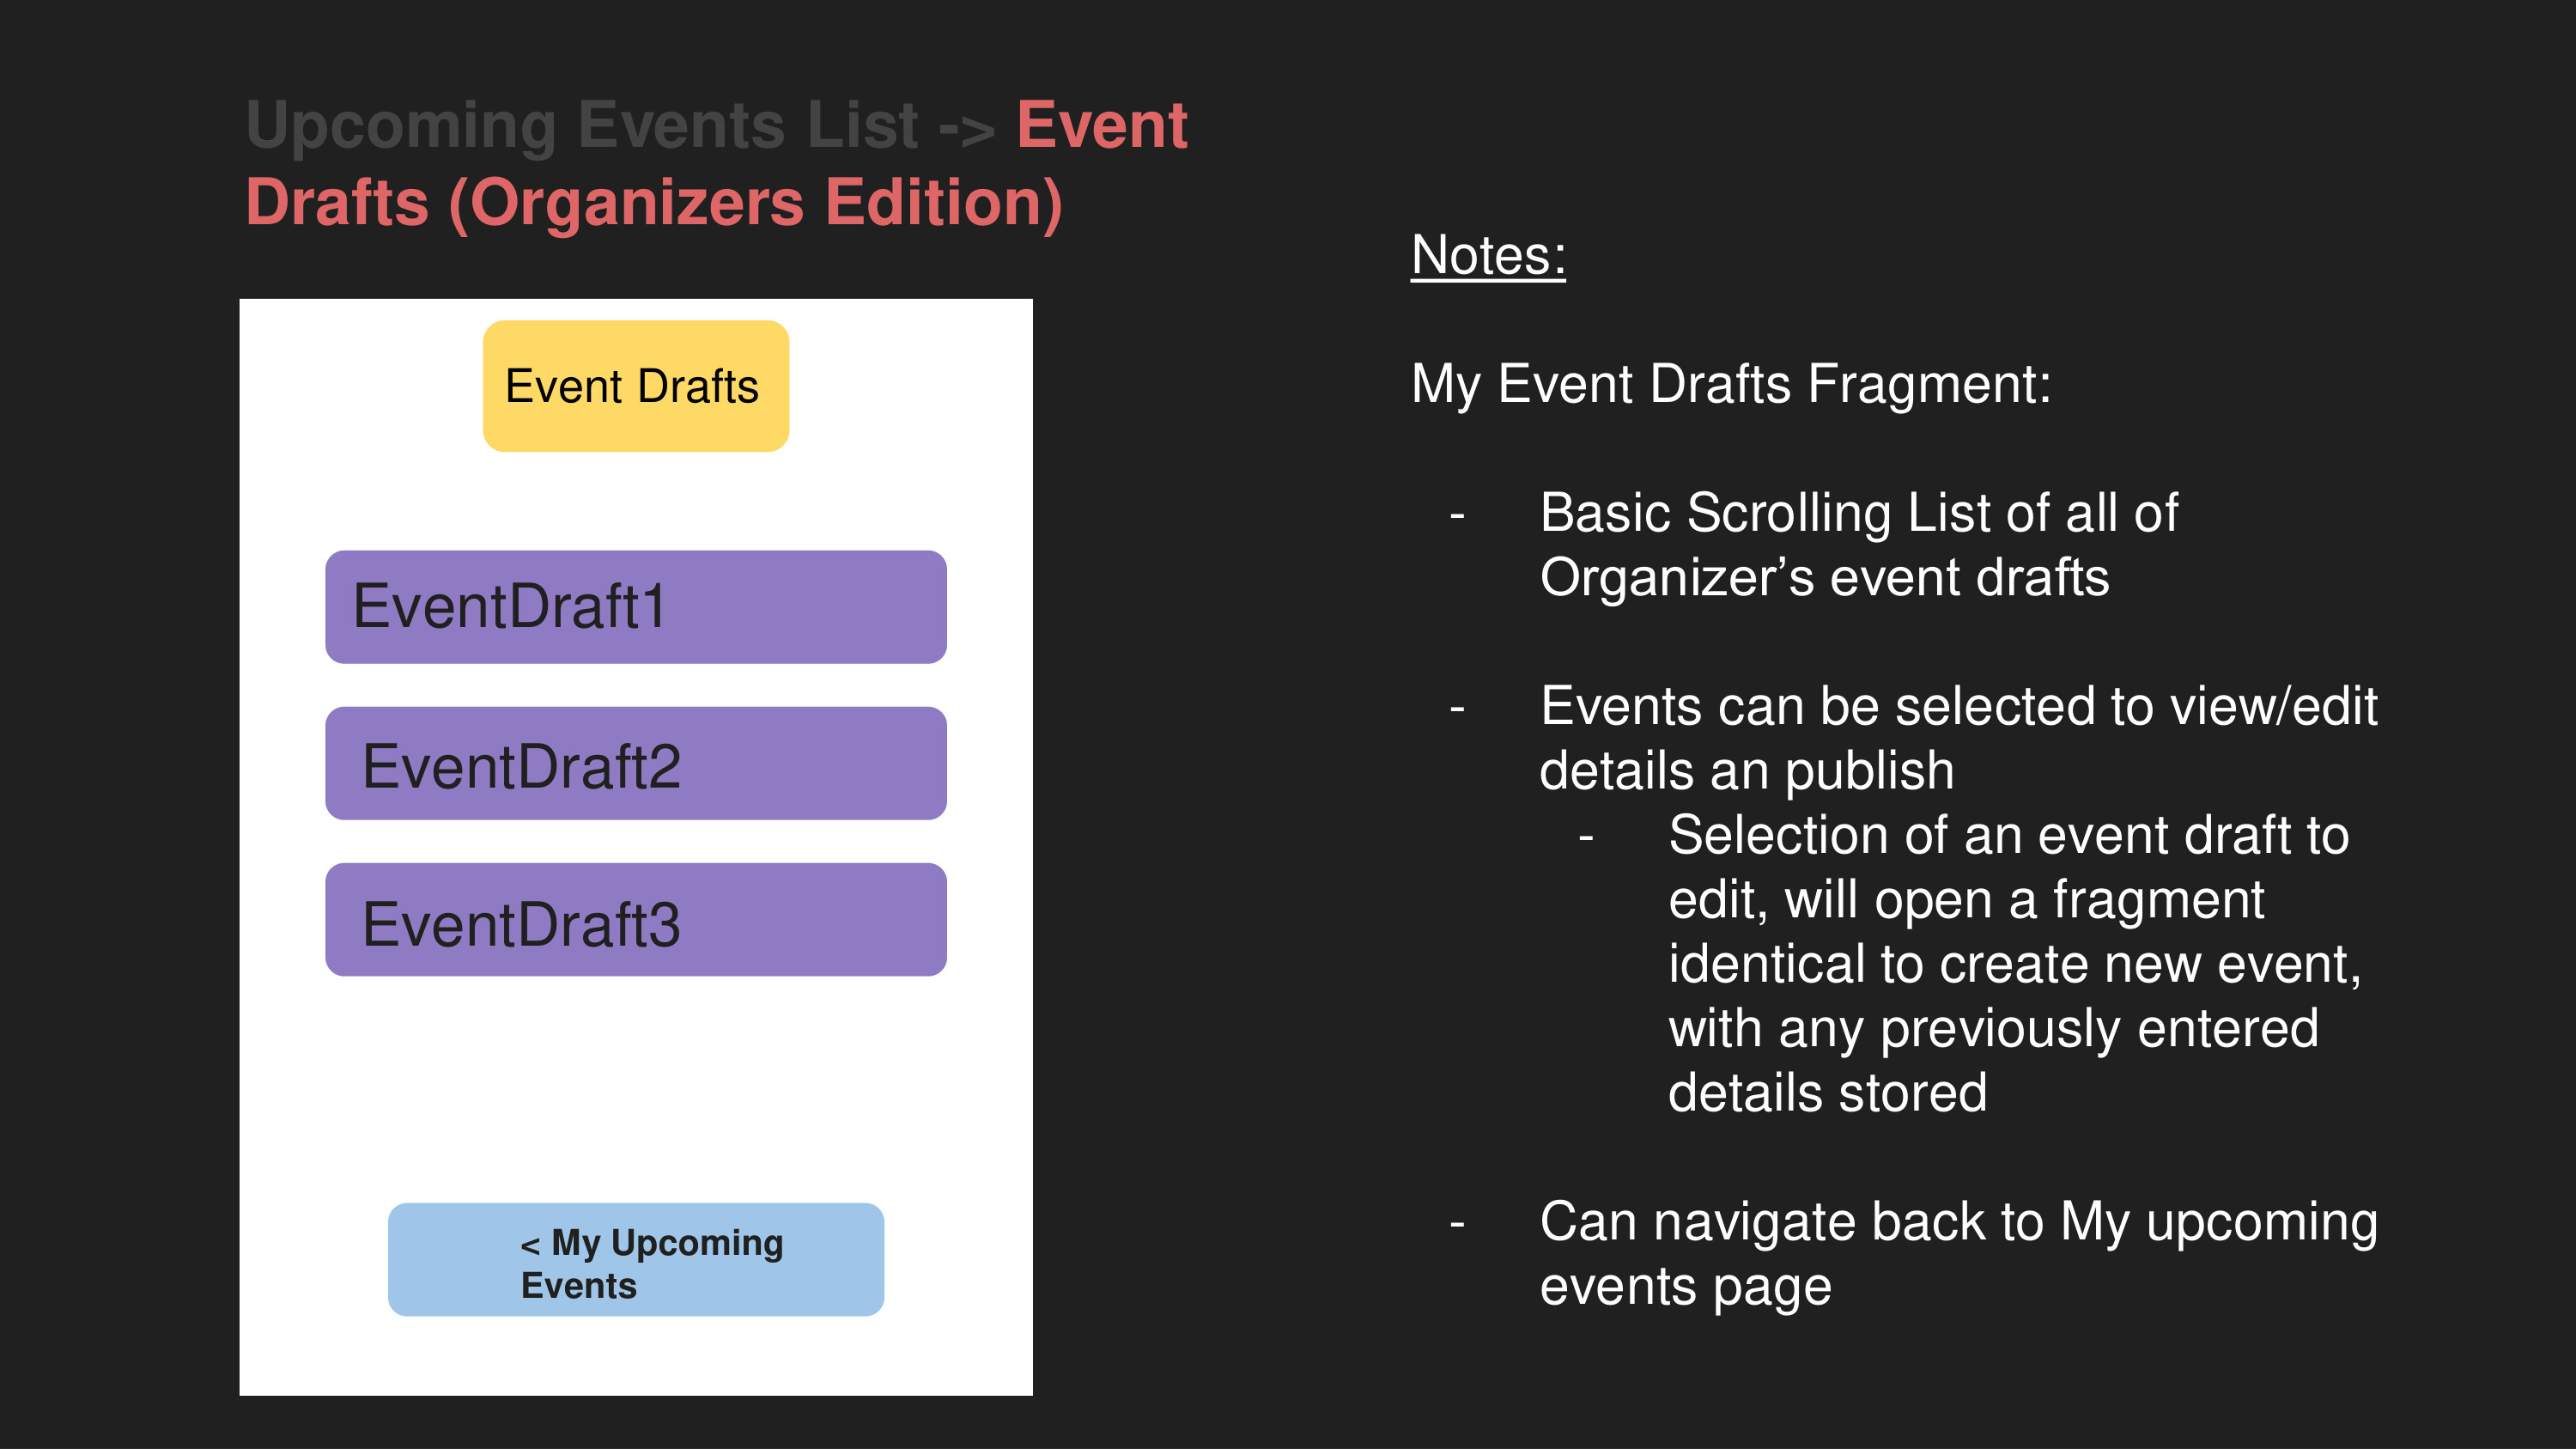 Upcoming Events List -> Event
Drafts (Organizers Edition)
Event Drafts
EventDraft1
EventDraft2
EventDraft3
< My Upcoming
Events
Notes:
My Event Drafts Fragment:
- Basic Scrolling List of all of
Organizer’s event drafts
- Events can be selected to view/edit
details an publish
- Selection of an event draft to
edit, will open a fragment
identical to create new event,
with any previously entered
details stored
- Can navigate back to My upcoming
events page